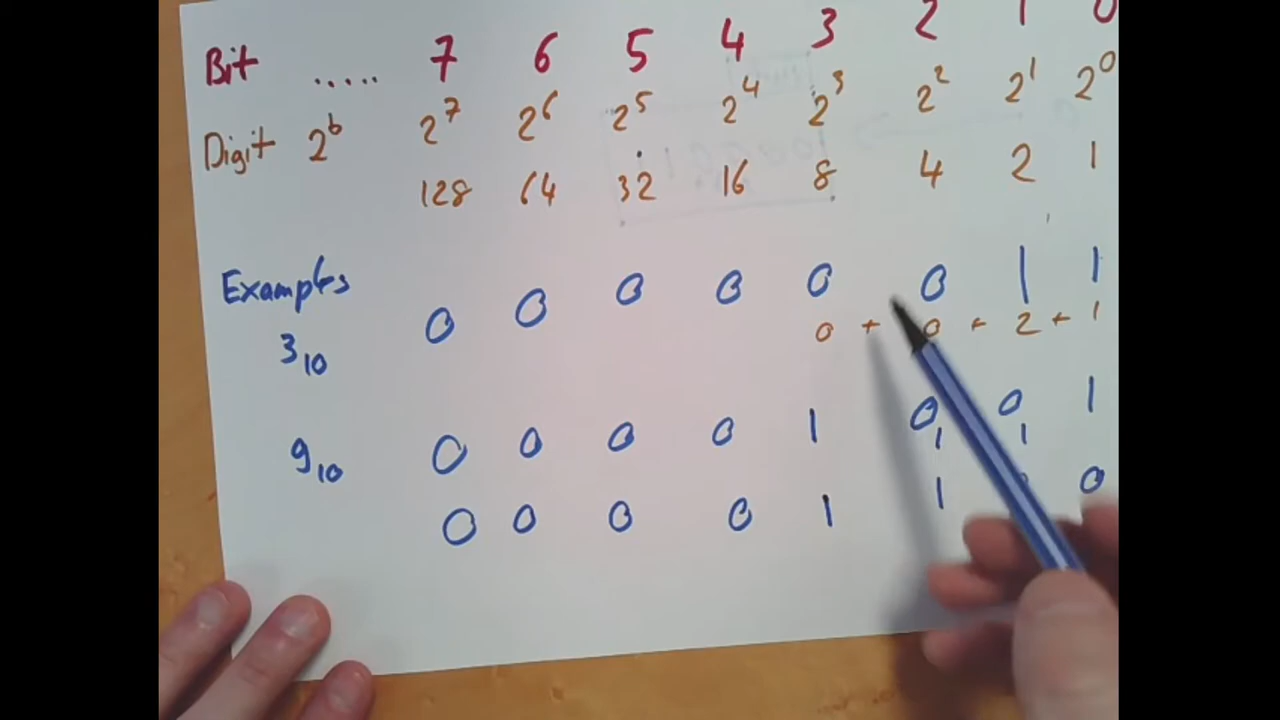 Bit ..... 7 6 5 4 3 2 1 0
Digit 2^b 2^7 2^6 2^5 2^4 2^3 2^2 2^1 2^0
128 64 32 16 8 4 2 1
Examples 0 0 0 0 0 0 1 1
3₁₀ 0 + 0 + 2 + 1
9₁₀ 0 0 0 0 1 0 0 1
1 1
0 0 0 0 1 1 0